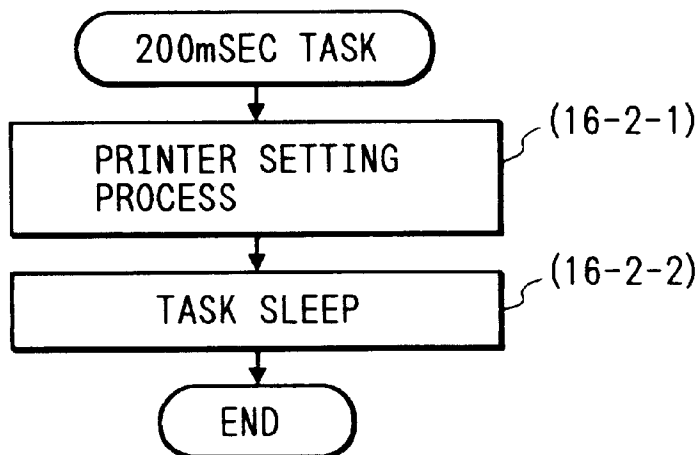 200mSEC TASK
(16-2-1)
PRINTER SETTING
PROCESS
(16-2-2)
TASK SLEEP
END